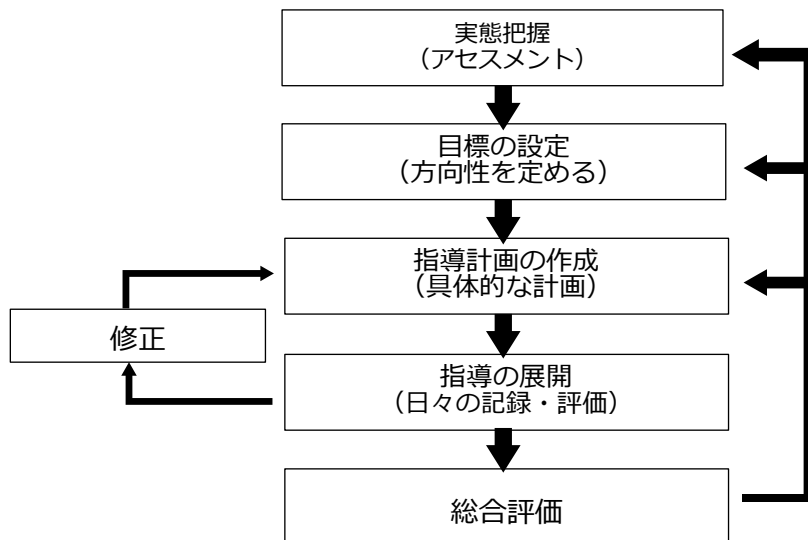 実態把握
（アセスメント）
目標の設定
（方向性を定める）
指導計画の作成
（具体的な計画）
修正
指導の展開
（日々の記録・評価）
総合評価